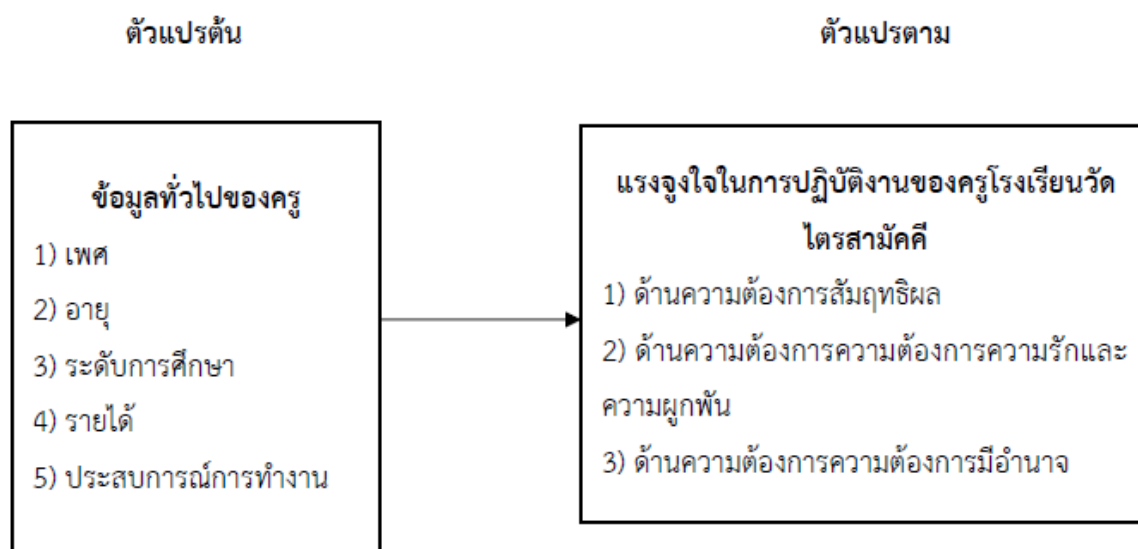 ตัวแปรต้น
ตัวแปรตาม
ข้อมูลทั่วไปของครู
1) เพศ
2) อายุ
3) ระดับการศึกษา
4) รายได้
5) ประสบการณ์การทำงาน
แรงจูงใจในการปฏิบัติงานของครูโรงเรียนวัด
ไตรสามัคคี
1) ด้านความต้องการสัมฤทธิผล
2) ด้านความต้องการความต้องการความรักและ
ความผูกพัน
3) ด้านความต้องการความต้องการมีอำนาจ